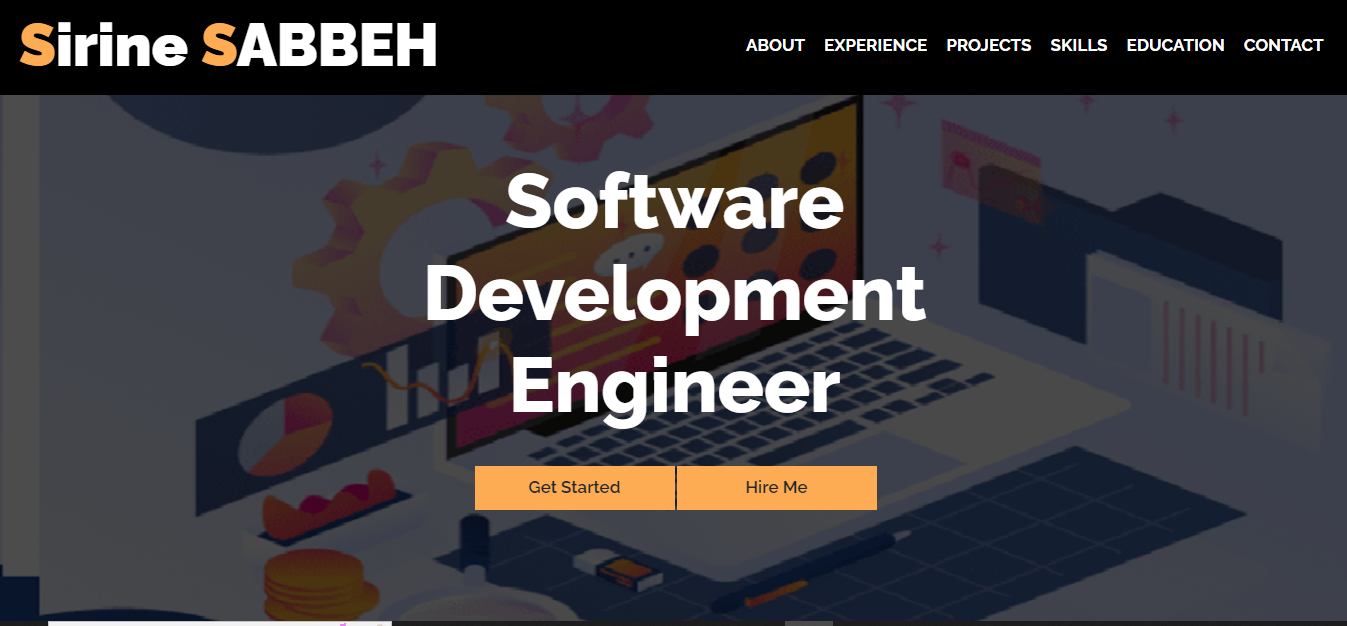 Sirine SABBEH
ABOUT EXPERIENCE PROJECTS SKILLS EDUCATION CONTACT
Software
Development
Engineer
Get Started
Hire Me